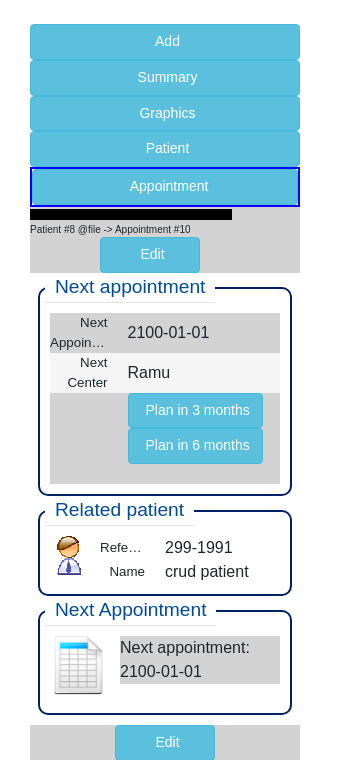 Add
Summary
Graphics
Patient
Appointment
Patient #8 @file -> Appointment #10
Edit
Next appointment
Next
Appoin…
2100-01-01
Next
Center
Ramu
Plan in 3 months
Plan in 6 months
Related patient
Refe…
299-1991
Name
crud patient
Next Appointment
Next appointment:
2100-01-01
Edit